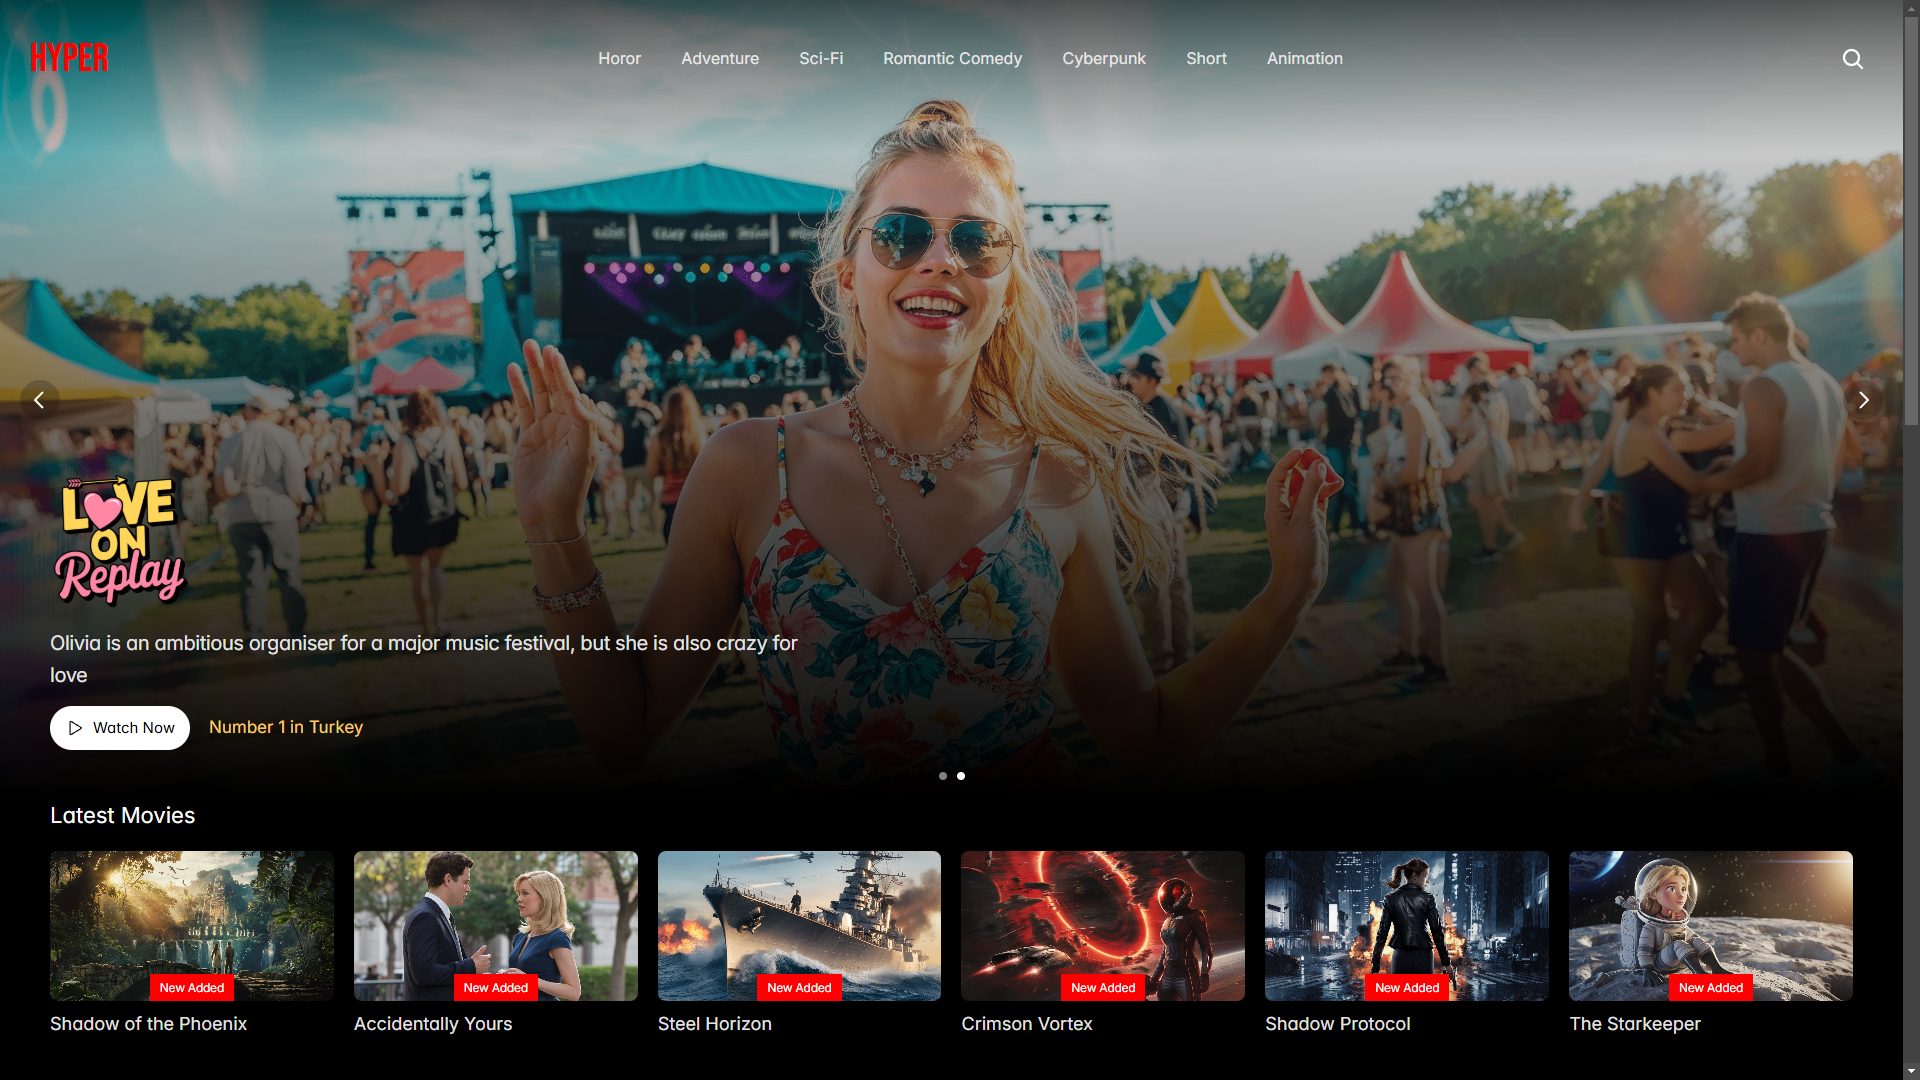 HYPER
Horor
Adventure
Sci-Fi
Romantic Comedy
Cyberpunk
Short
Animation
LOVE
ON
Replay
Olivia is an ambitious organiser for a major music festival, but she is also crazy for
love
Watch Now
Number 1 in Turkey
Latest Movies
New Added
New Added
New Added
New Added
New Added
New Added
Shadow of the Phoenix
Accidentally Yours
Steel Horizon
Crimson Vortex
Shadow Protocol
The Starkeeper